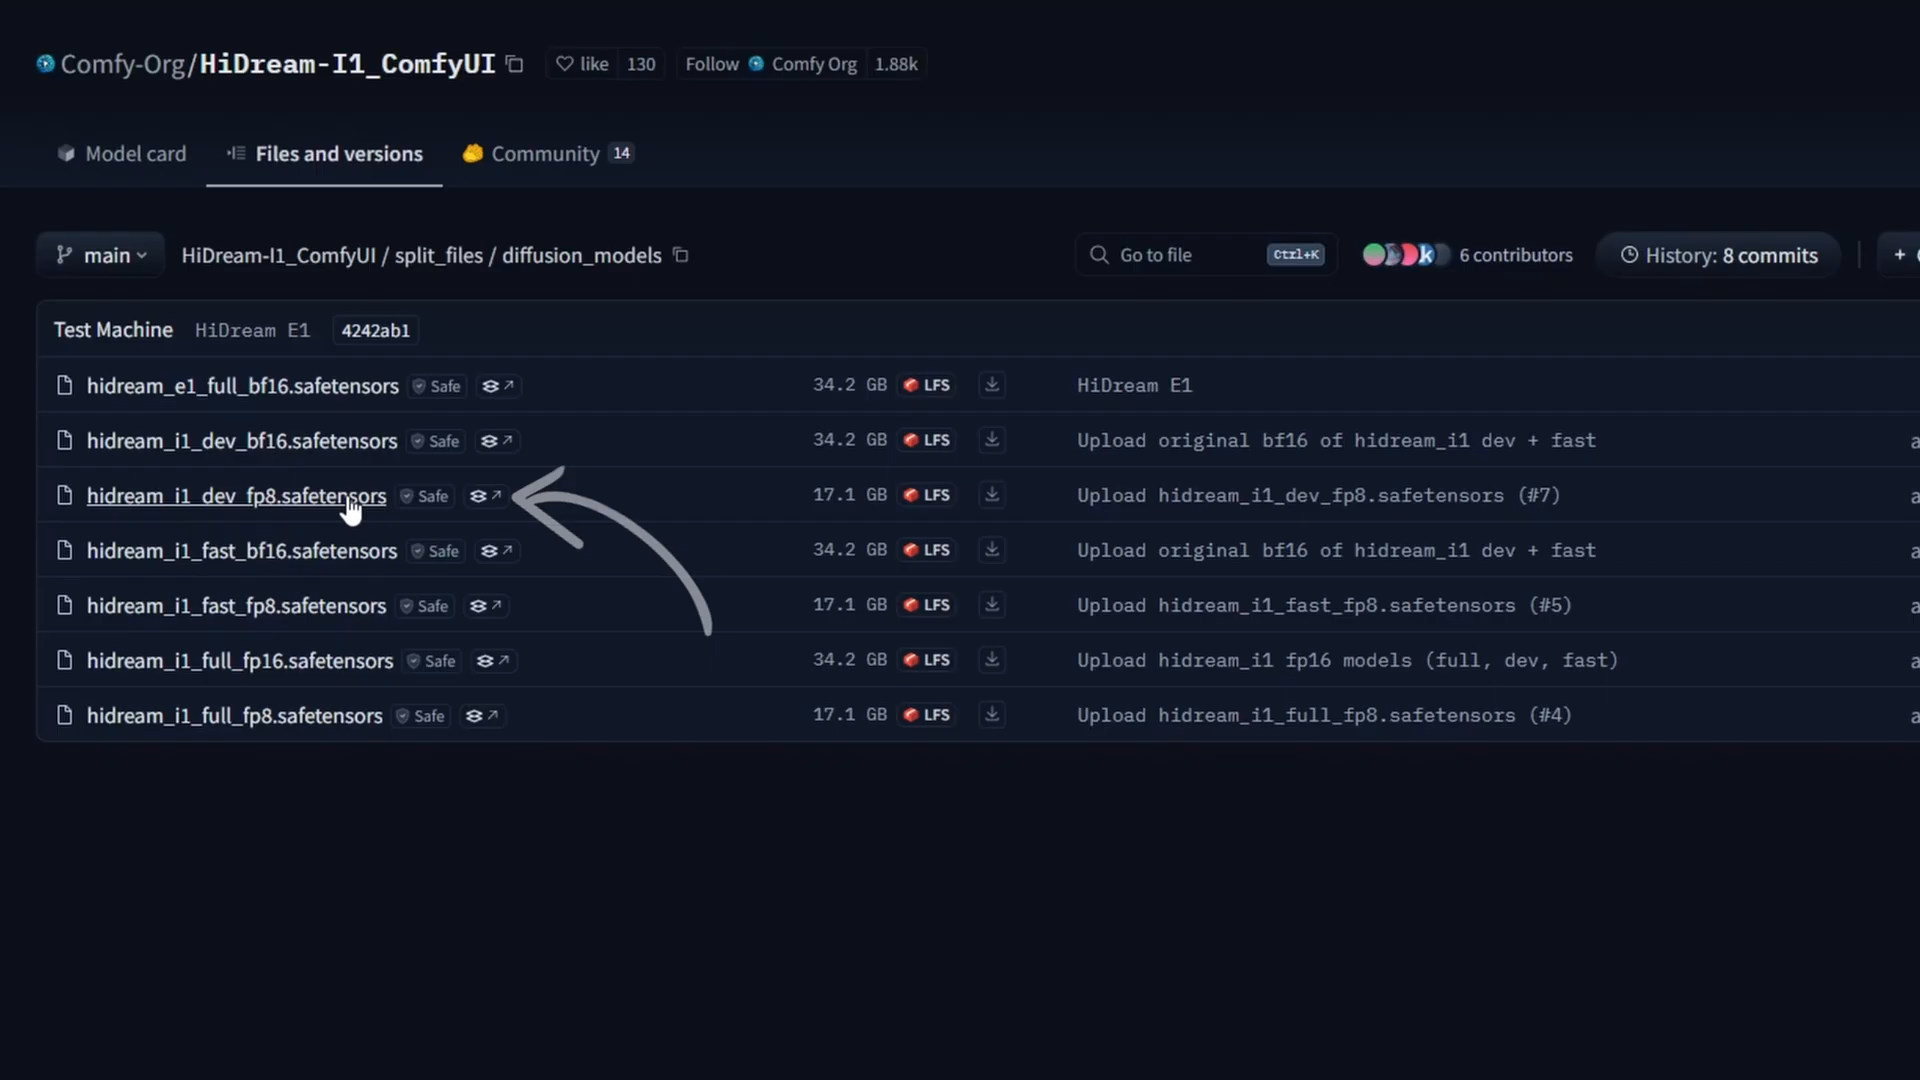 Comfy-Org/HiDream-I1_ComfyUI like 130 Follow Comfy Org 1.88k
Model card Files and versions Community 14
main HiDream-I1_ComfyUI / split_files / diffusion_models Go to file Ctrl+K k 6 contributors History: 8 commits +
Test Machine HiDream E1 4242ab1
hidream_e1_full_bf16.safetensors Safe 34.2 GB LFS HiDream E1
hidream_i1_dev_bf16.safetensors Safe 34.2 GB LFS Upload original bf16 of hidream_i1 dev + fast
hidream_i1_dev_fp8.safetensors Safe 17.1 GB LFS Upload hidream_i1_dev_fp8.safetensors (#7)
hidream_i1_fast_bf16.safetensors Safe 34.2 GB LFS Upload original bf16 of hidream_i1 dev + fast
hidream_i1_fast_fp8.safetensors Safe 17.1 GB LFS Upload hidream_i1_fast_fp8.safetensors (#5)
hidream_i1_full_fp16.safetensors Safe 34.2 GB LFS Upload hidream_i1 fp16 models (full, dev, fast)
hidream_i1_full_fp8.safetensors Safe 17.1 GB LFS Upload hidream_i1_full_fp8.safetensors (#4)